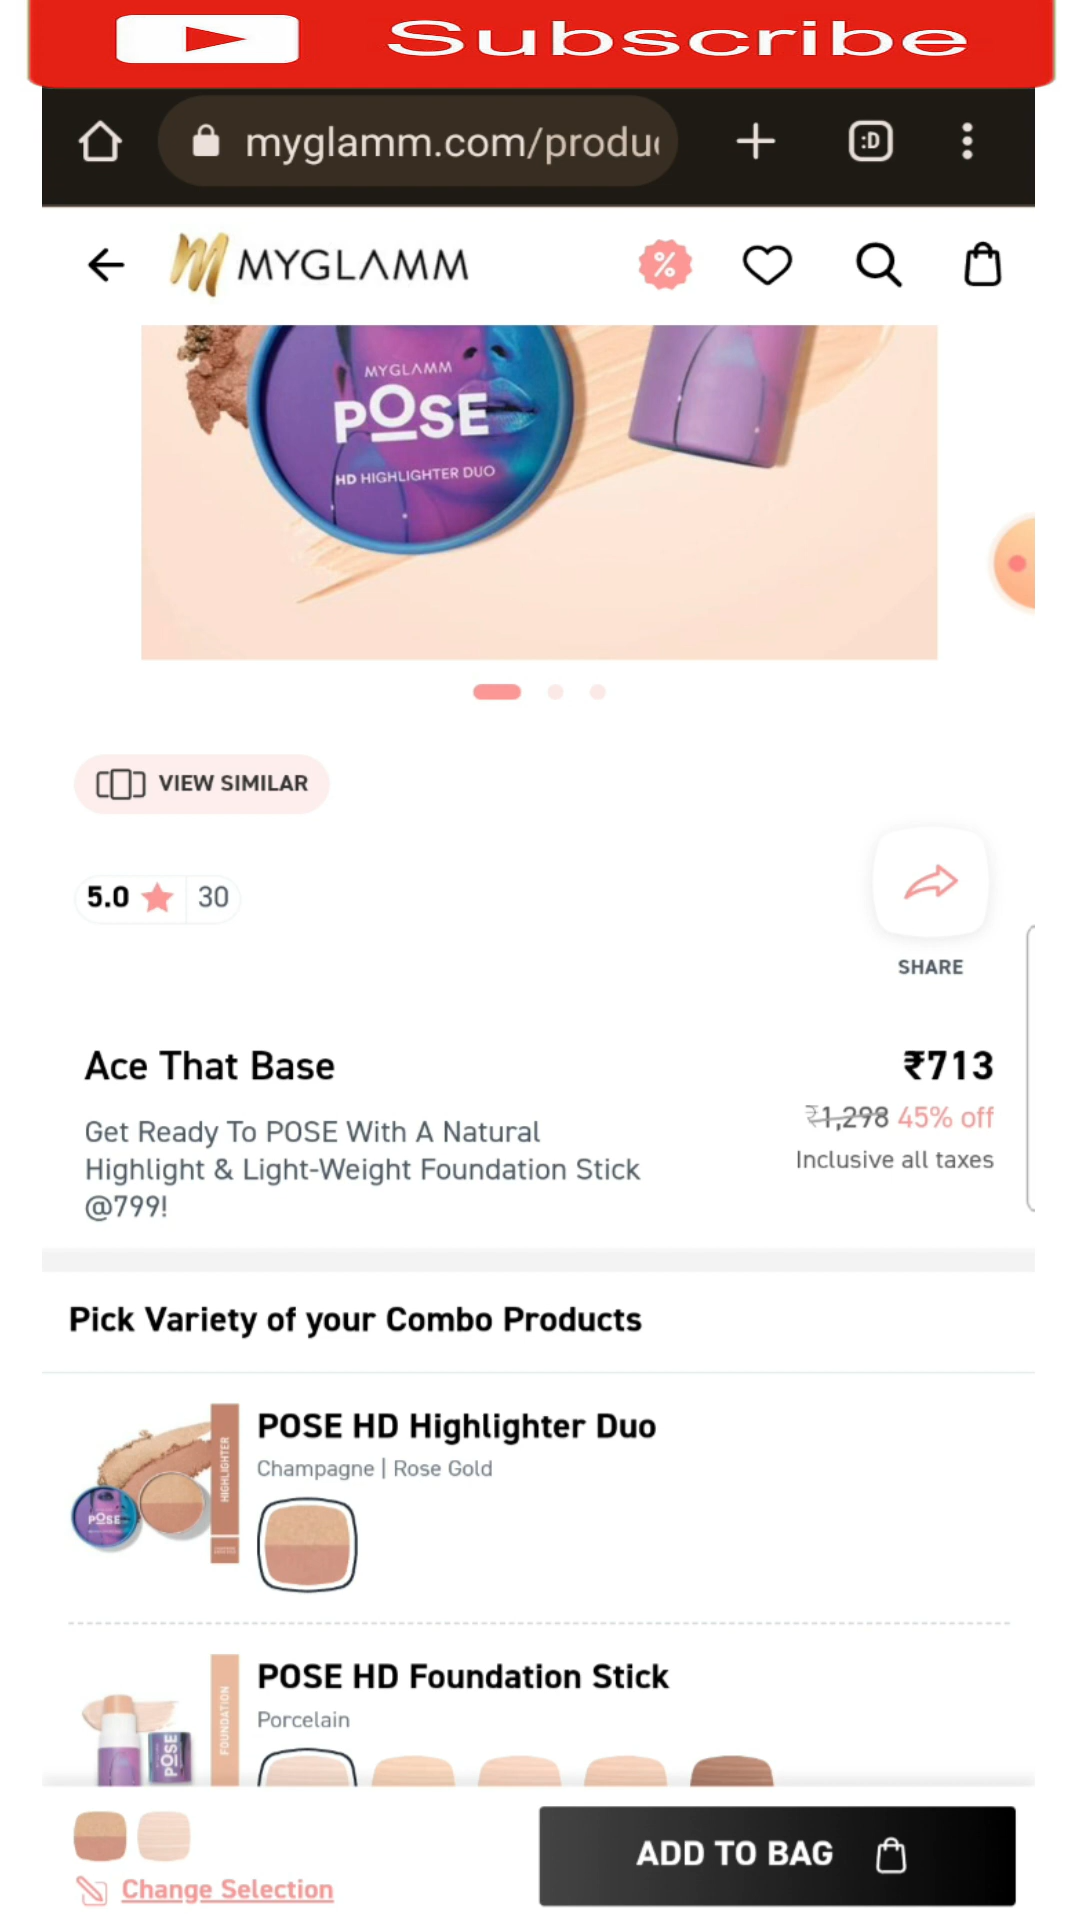 Subscribe
myglamm.com/produ
:D
MYGLAMM
%
MYGLAMM
POSE
HD HIGHLIGHTER DUO
VIEW SIMILAR
5.0 30
SHARE
Ace That Base
₹713
₹1,298 45% off
Inclusive all taxes
Get Ready To POSE With A Natural
Highlight & Light-Weight Foundation Stick
@799!
Pick Variety of your Combo Products
HIGHLIGHTER
POSE
POSE HD Highlighter Duo
Champagne | Rose Gold
FOUNDATION
POSE
POSE HD Foundation Stick
Porcelain
Change Selection
ADD TO BAG